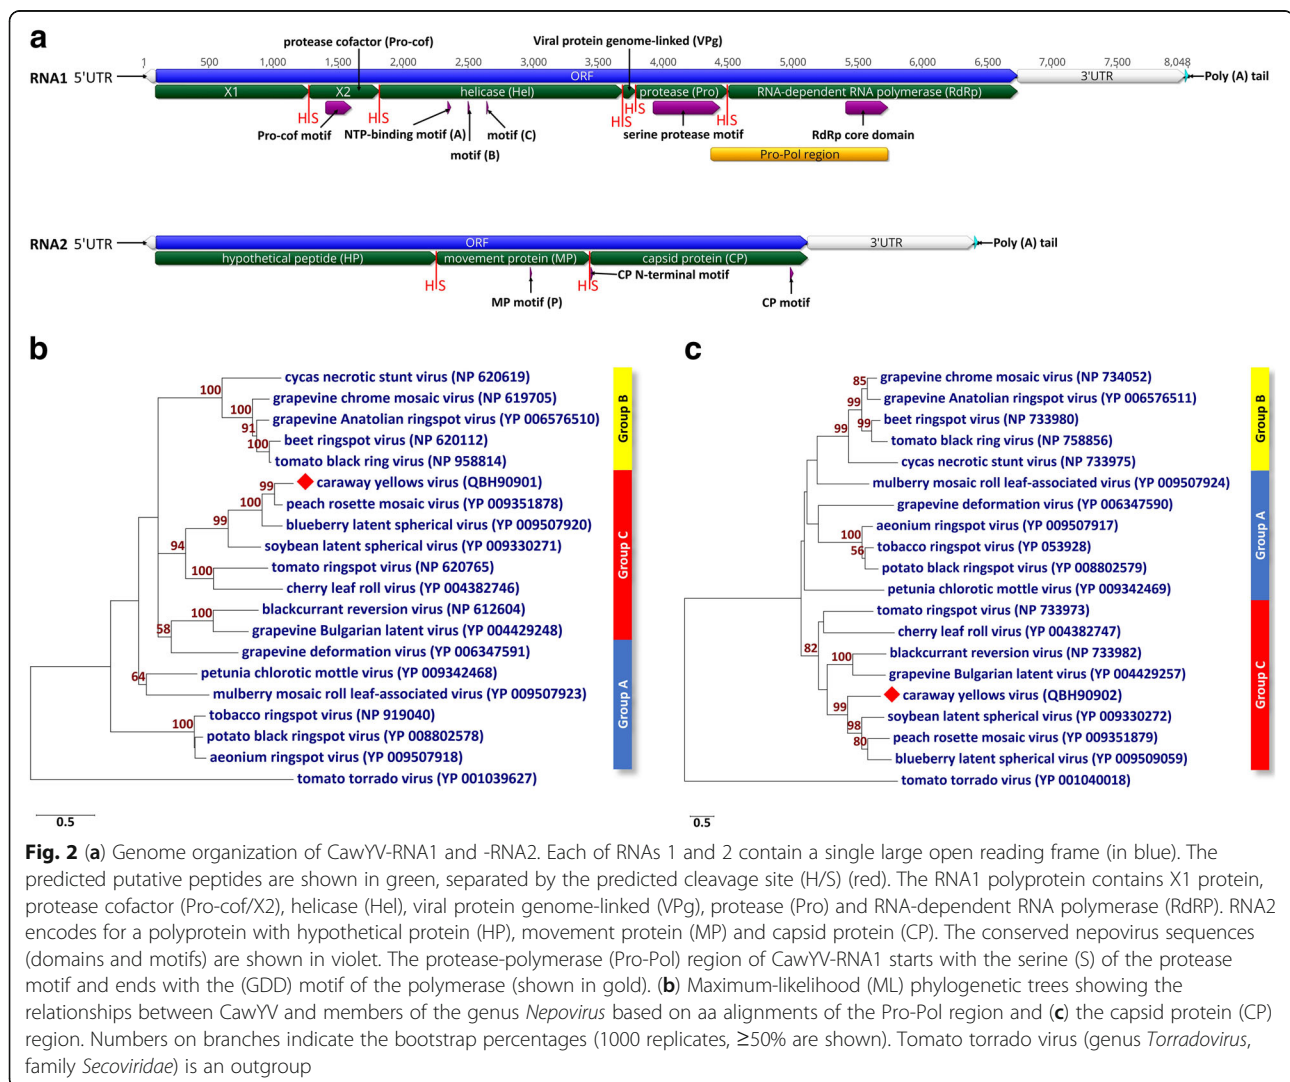 a
protease cofactor (Pro-cof)
Viral protein genome-linked (VPg)
1 500 1,000 1,500 2,000 2,500 3,000 3,500 4,000 4,500 5,000 5,500 6,000 6,500 7,000 7,500 8,048
RNA1 5'UTR ORF 3'UTR Poly (A) tail
X1 X2 helicase (Hel) protease (Pro) RNA-dependent RNA polymerase (RdRp)
H S H S H S H S H S
Pro-cof motif NTP-binding motif (A) motif (C) serine protease motif RdRp core domain
motif (B)
Pro-Pol region
RNA2 5'UTR ORF 3'UTR Poly (A) tail
hypothetical peptide (HP) movement protein (MP) capsid protein (CP)
H S H S CP N-terminal motif
MP motif (P) CP motif
b
cycas necrotic stunt virus (NP 620619)
grapevine chrome mosaic virus (NP 619705)
grapevine Anatolian ringspot virus (YP 006576510)
beet ringspot virus (NP 620112)
tomato black ring virus (NP 958814)
caraway yellows virus (QBH90901)
peach rosette mosaic virus (YP 009351878)
blueberry latent spherical virus (YP 009507920)
soybean latent spherical virus (YP 009330271)
tomato ringspot virus (NP 620765)
cherry leaf roll virus (YP 004382746)
blackcurrant reversion virus (NP 612604)
grapevine Bulgarian latent virus (YP 004429248)
grapevine deformation virus (YP 006347591)
petunia chlorotic mottle virus (YP 009342468)
mulberry mosaic roll leaf-associated virus (YP 009507923)
tobacco ringspot virus (NP 919040)
potato black ringspot virus (YP 008802578)
aeonium ringspot virus (YP 009507918)
tomato torrado virus (YP 001039627)
100
100
91
100
99
100
99
94
100
100
58
64
100
Group B
Group C
Group A
0.5
c
grapevine chrome mosaic virus (NP 734052)
grapevine Anatolian ringspot virus (YP 006576511)
beet ringspot virus (NP 733980)
tomato black ring virus (NP 758856)
cycas necrotic stunt virus (NP 733975)
mulberry mosaic roll leaf-associated virus (YP 009507924)
grapevine deformation virus (YP 006347590)
aeonium ringspot virus (YP 009507917)
tobacco ringspot virus (YP 053928)
potato black ringspot virus (YP 008802579)
petunia chlorotic mottle virus (YP 009342469)
tomato ringspot virus (NP 733973)
cherry leaf roll virus (YP 004382747)
blackcurrant reversion virus (NP 733982)
grapevine Bulgarian latent virus (YP 004429257)
caraway yellows virus (QBH90902)
soybean latent spherical virus (YP 009330272)
peach rosette mosaic virus (YP 009351879)
blueberry latent spherical virus (YP 009509059)
tomato torrado virus (YP 001040018)
85
99
99
99
100
56
82
100
99
98
80
Group B
Group A
Group C
0.5
Fig. 2 (a) Genome organization of CawYV-RNA1 and -RNA2. Each of RNAs 1 and 2 contain a single large open reading frame (in blue). The
predicted putative peptides are shown in green, separated by the predicted cleavage site (H/S) (red). The RNA1 polyprotein contains X1 protein,
protease cofactor (Pro-cof/X2), helicase (Hel), viral protein genome-linked (VPg), protease (Pro) and RNA-dependent RNA polymerase (RdRP). RNA2
encodes for a polyprotein with hypothetical protein (HP), movement protein (MP) and capsid protein (CP). The conserved nepovirus sequences
(domains and motifs) are shown in violet. The protease-polymerase (Pro-Pol) region of CawYV-RNA1 starts with the serine (S) of the protease
motif and ends with the (GDD) motif of the polymerase (shown in gold). (b) Maximum-likelihood (ML) phylogenetic trees showing the
relationships between CawYV and members of the genus Nepovirus based on aa alignments of the Pro-Pol region and (c) the capsid protein (CP)
region. Numbers on branches indicate the bootstrap percentages (1000 replicates, ≥50% are shown). Tomato torrado virus (genus Torradovirus,
family Secoviridae) is an outgroup